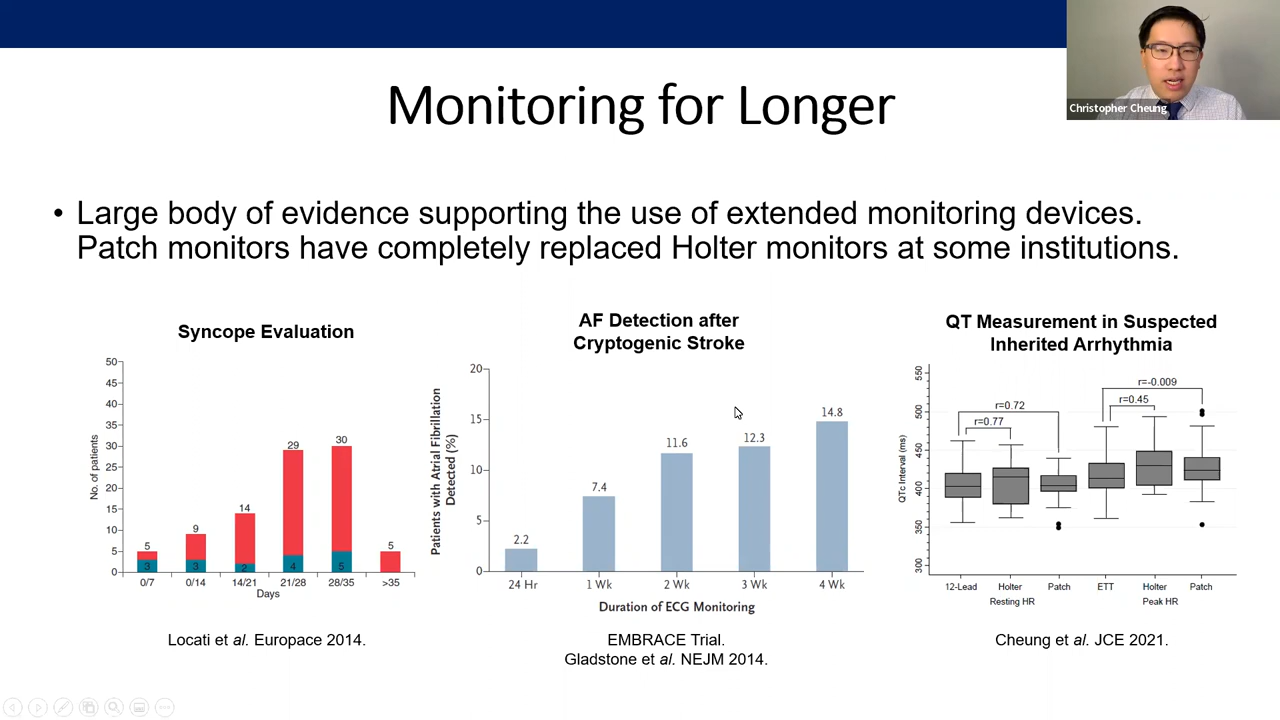 Christopher Cheung
Monitoring for Longer
• Large body of evidence supporting the use of extended monitoring devices.
Patch monitors have completely replaced Holter monitors at some institutions.
Syncope Evaluation
No. of patients
50
45
40
35
30
25
20
15
10
5
0
5
9
14
29
30
5
3
3
2
4
5
0/7
0/14
14/21
21/28
28/35
>35
Days
Locati et al. Europace 2014.
AF Detection after
Cryptogenic Stroke
Patients with Atrial Fibrillation
Detected (%)
20
15
10
5
0
2.2
7.4
11.6
12.3
14.8
24 Hr
1 Wk
2 Wk
3 Wk
4 Wk
Duration of ECG Monitoring
EMBRACE Trial.
Gladstone et al. NEJM 2014.
QT Measurement in Suspected
Inherited Arrhythmia
QTc Interval (ms)
550
500
450
400
350
300
r=0.72
r=0.77
r=-0.009
r=0.45
12-Lead
Holter
Patch
ETT
Holter
Patch
Resting HR
Peak HR
Cheung et al. JCE 2021.